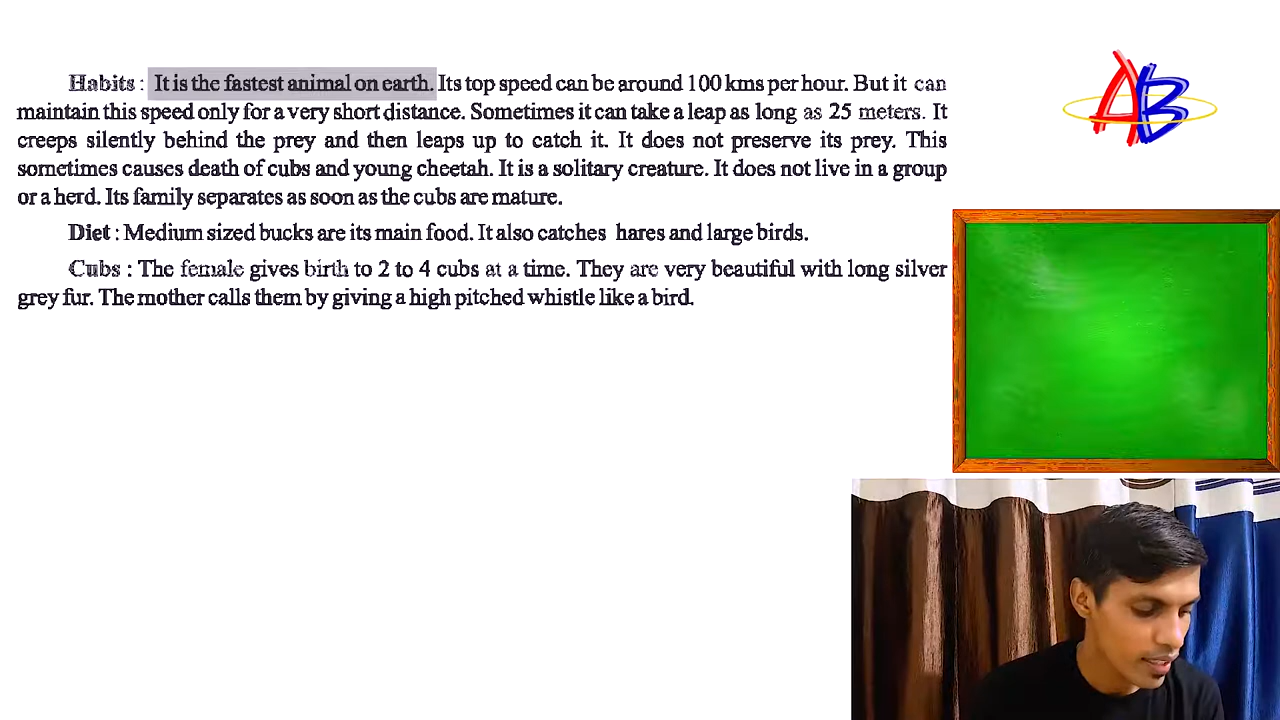 Habits : It is the fastest animal on earth. Its top speed can be around 100 kms per hour. But it can
maintain this speed only for a very short distance. Sometimes it can take a leap as long as 25 meters. It
creeps silently behind the prey and then leaps up to catch it. It does not preserve its prey. This
sometimes causes death of cubs and young cheetah. It is a solitary creature. It does not live in a group
or a herd. Its family separates as soon as the cubs are mature.
Diet : Medium sized bucks are its main food. It also catches hares and large birds.
Cubs : The female gives birth to 2 to 4 cubs at a time. They are very beautiful with long silver
grey fur. The mother calls them by giving a high pitched whistle like a bird.
AB